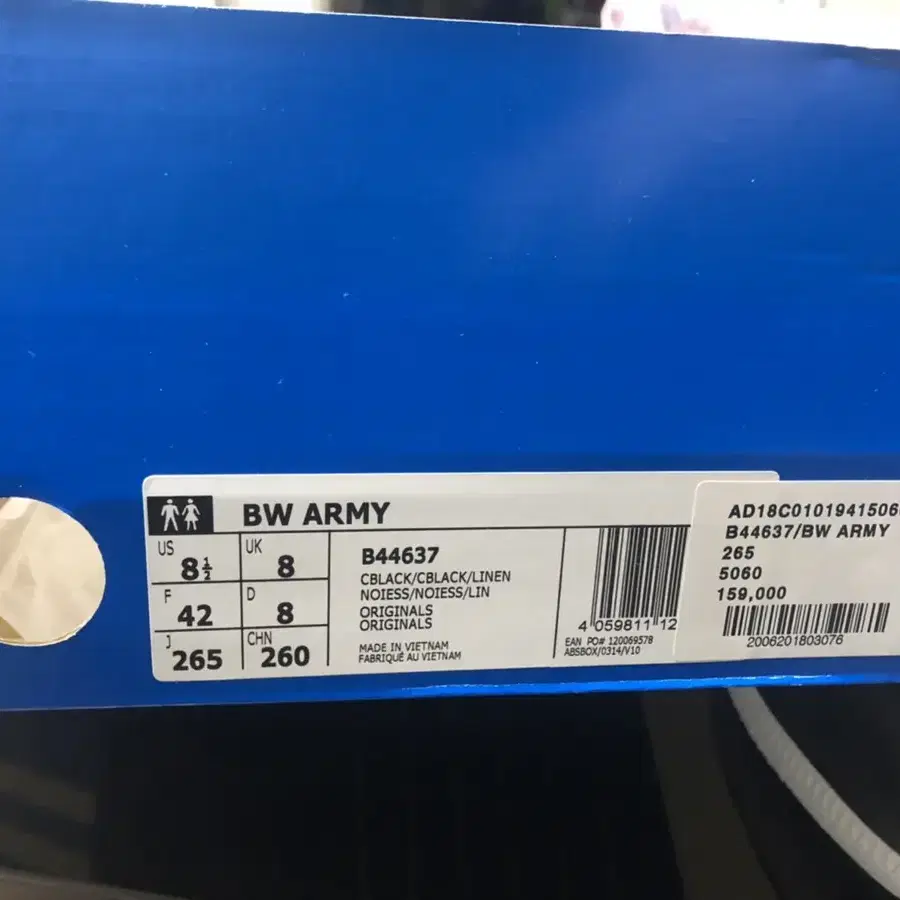 BW ARMY
US
8½
UK
8
F
42
D
8
J
265
CHN
260
B44637
CBLACK/CBLACK/LINEN
NOIESS/NOIESS/LIN
ORIGINALS
ORIGINALS
MADE IN VIETNAM
FABRIQUÉ AU VIETNAM
4 059811 12
EAN PO# 120069578
ABSBOX/0314/V10
AD18C010194150
B44637/BW ARMY
265
5060
159,000
2006201803076